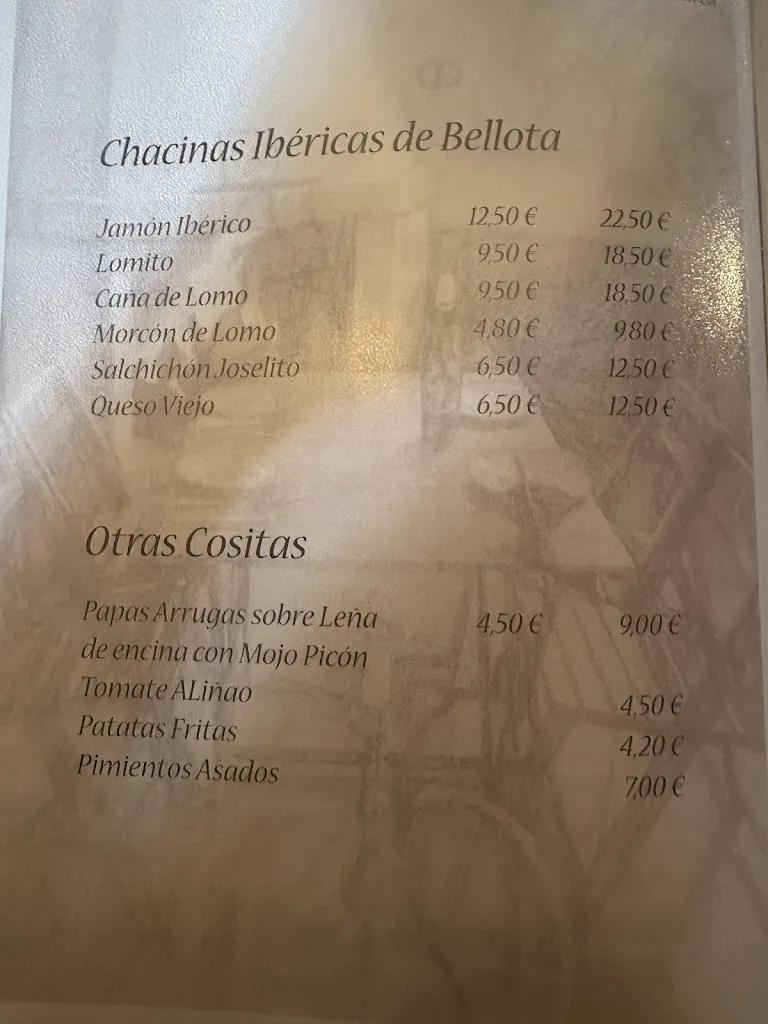 Chacinas Ibéricas de Bellota
Jamón Ibérico 12,50 € 22,50 €
Lomito 9,50 € 18,50 €
Caña de Lomo 9,50 € 18,50 €
Morcón de Lomo 4,80 € 9,80 €
Salchichón Joselito 6,50 € 12,50 €
Queso Viejo 6,50 € 12,50 €
Otras Cositas
Papas Arrugas sobre Leña 4,50 € 9,00 €
de encina con Mojo Picón
Tomate ALiñao 4,50 €
Patatas Fritas 4,20 €
Pimientos Asados 7,00 €